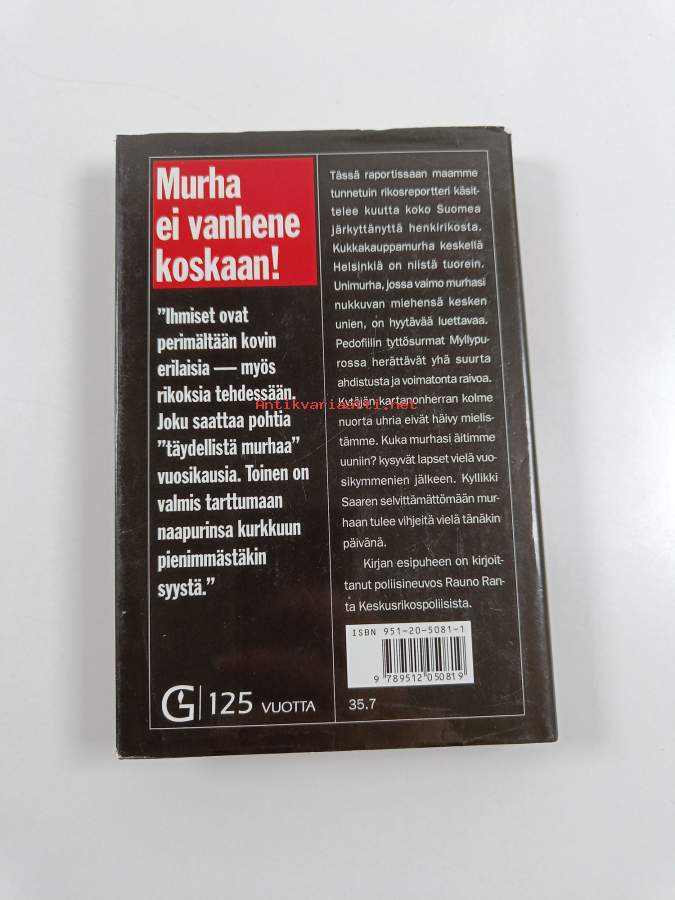 Murha
ei vanhene
koskaan!
”Ihmiset ovat
perimältään kovin
erilaisia — myös
rikoksia tehdessään.
Joku saattaa pohtia
”täydellistä murhaa”
vuosikausia. Toinen on
valmis tarttumaan
naapurinsa kurkkuun
pienimmästäkin
syystä.”
G 125 VUOTTA
Tässä raportissaan maamme
tunnetuin rikosreportteri käsit-
telee kuutta koko Suomea
järkyttänyttä henkirikosta.
Kukkakauppamurha keskellä
Helsinkiä on niistä tuorein.
Unimurha, jossa vaimo murhasi
nukkuvan miehensä kesken
unien, on hyytävää luettavaa.
Pedofiilin tyttösurmat Myllypu-
rossa herättävät yhä suurta
ahdistusta ja voimatonta raivoa.
Kytäjän kartanonherran kolme
nuorta uhria eivät häivy mielis-
tämme. Kuka murhasi äitimme
uuniin? kysyvät lapset vielä vuo-
sikymmenien jälkeen. Kyllikki
Saaren selvittämättömään mur-
haan tulee vihjeitä vielä tänäkin
päivänä.
Kirjan esipuheen on kirjoit-
tanut poliisineuvos Rauno Ran-
ta Keskusrikospoliisista.
ISBN 951-20-5081-1
9 789512 050819
35.7
Antikvariaatti.net